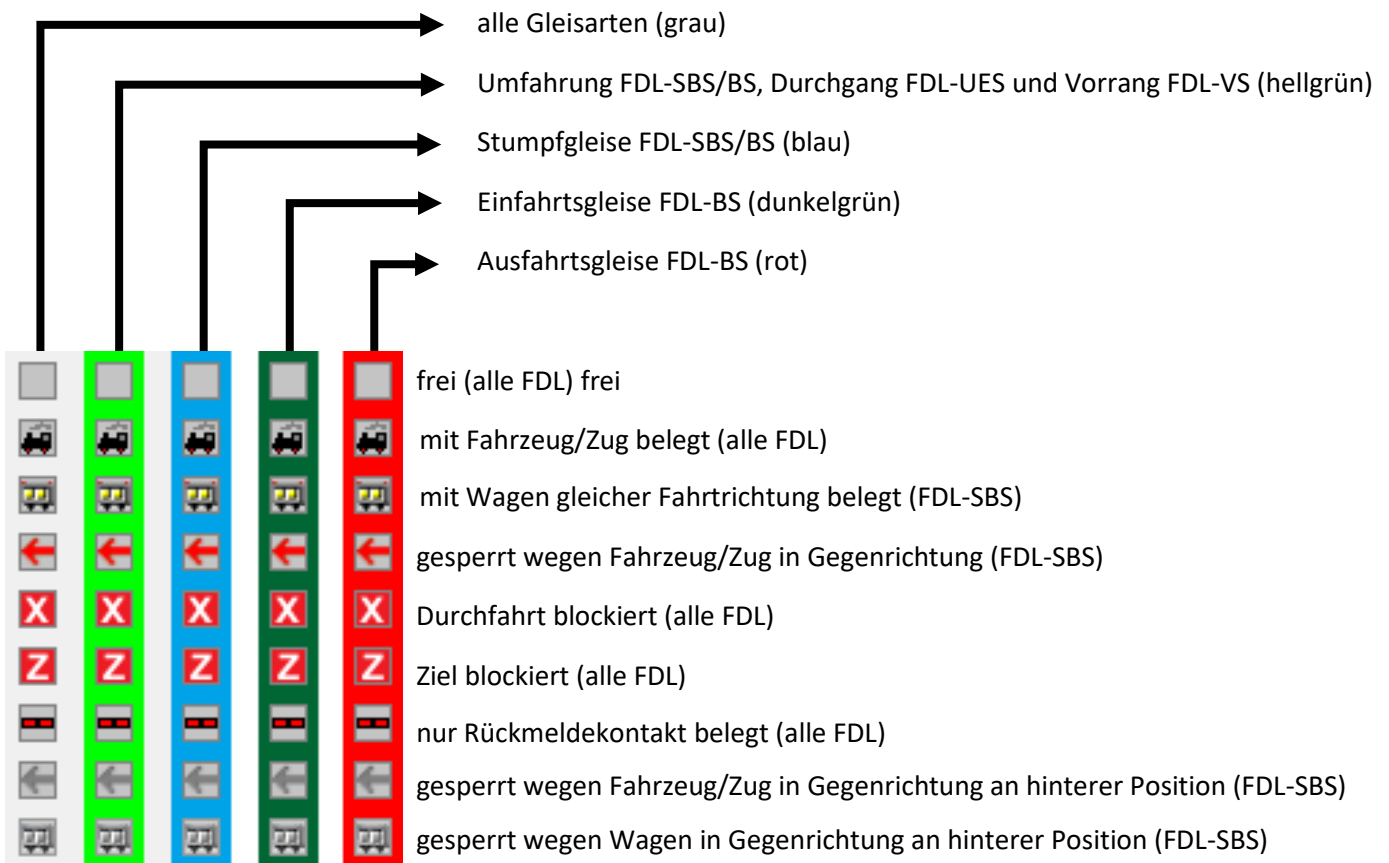 alle Gleisarten (grau)
Umfahrung FDL-SBS/BS, Durchgang FDL-UES und Vorrang FDL-VS (hellgrün)
Stumpfgleise FDL-SBS/BS (blau)
Einfahrtsgleise FDL-BS (dunkelgrün)
Ausfahrtsgleise FDL-BS (rot)
frei (alle FDL) frei
mit Fahrzeug/Zug belegt (alle FDL)
mit Wagen gleicher Fahrtrichtung belegt (FDL-SBS)
gesperrt wegen Fahrzeug/Zug in Gegenrichtung (FDL-SBS)
X X X X X Durchfahrt blockiert (alle FDL)
Z Z Z Z Z Ziel blockiert (alle FDL)
nur Rückmeldekontakt belegt (alle FDL)
gesperrt wegen Fahrzeug/Zug in Gegenrichtung an hinterer Position (FDL-SBS)
gesperrt wegen Wagen in Gegenrichtung an hinterer Position (FDL-SBS)